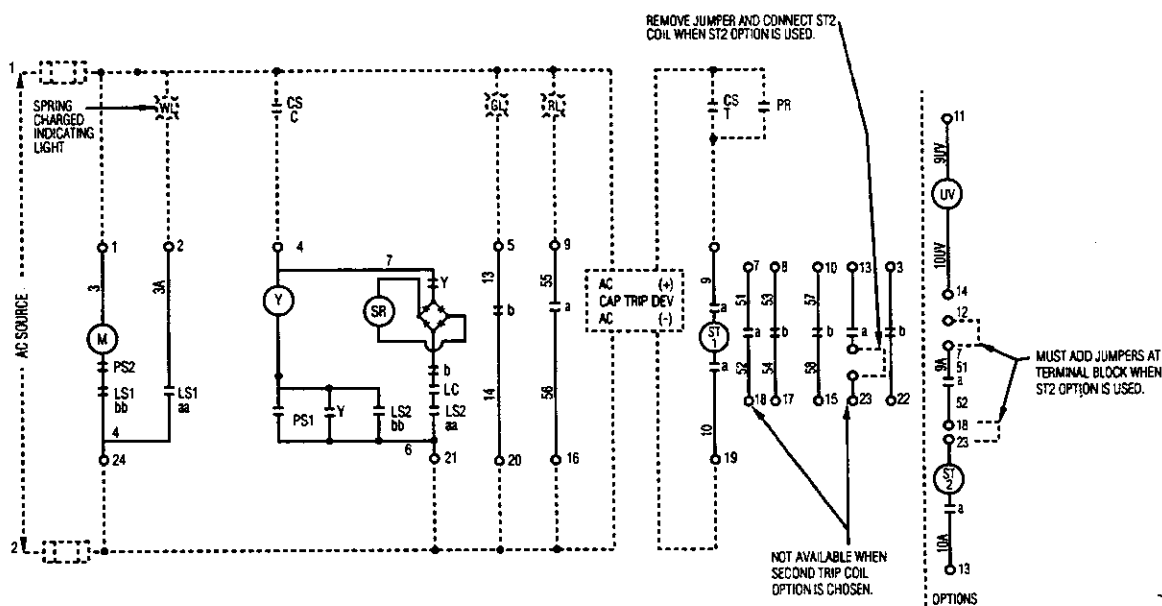 REMOVE JUMPER AND CONNECT ST2
COIL WHEN ST2 OPTION IS USED.
1
SPRING
CHARGED
INDICATING
LIGHT
WL
CS
C
GL
RL
CS
T
PR
11
9UV
UV
10UV
14
12
AC SOURCE
1
2
4
5
9
7
8
10
13
3
3
3A
7
Y
Y
SR
13
55
AC (+)
CAP TRIP DEV
AC (-)
9
a
ST
1
a
51
53
57
a
b
b
a
b
b
a
52
54
58
M
PS2
LS1
bb
LS1
aa
b
LC
LS2
aa
PS1
Y
LS2
bb
14
56
10
18
17
15
23
22
4
24
6
21
20
16
19
7
9A
51
a
52
18
23
ST
2
a
10A
13
MUST ADD JUMPERS AT
TERMINAL BLOCK WHEN
ST2 OPTION IS USED.
2
NOT AVAILABLE WHEN
SECOND TRIP COIL
OPTION IS CHOSEN.
OPTIONS